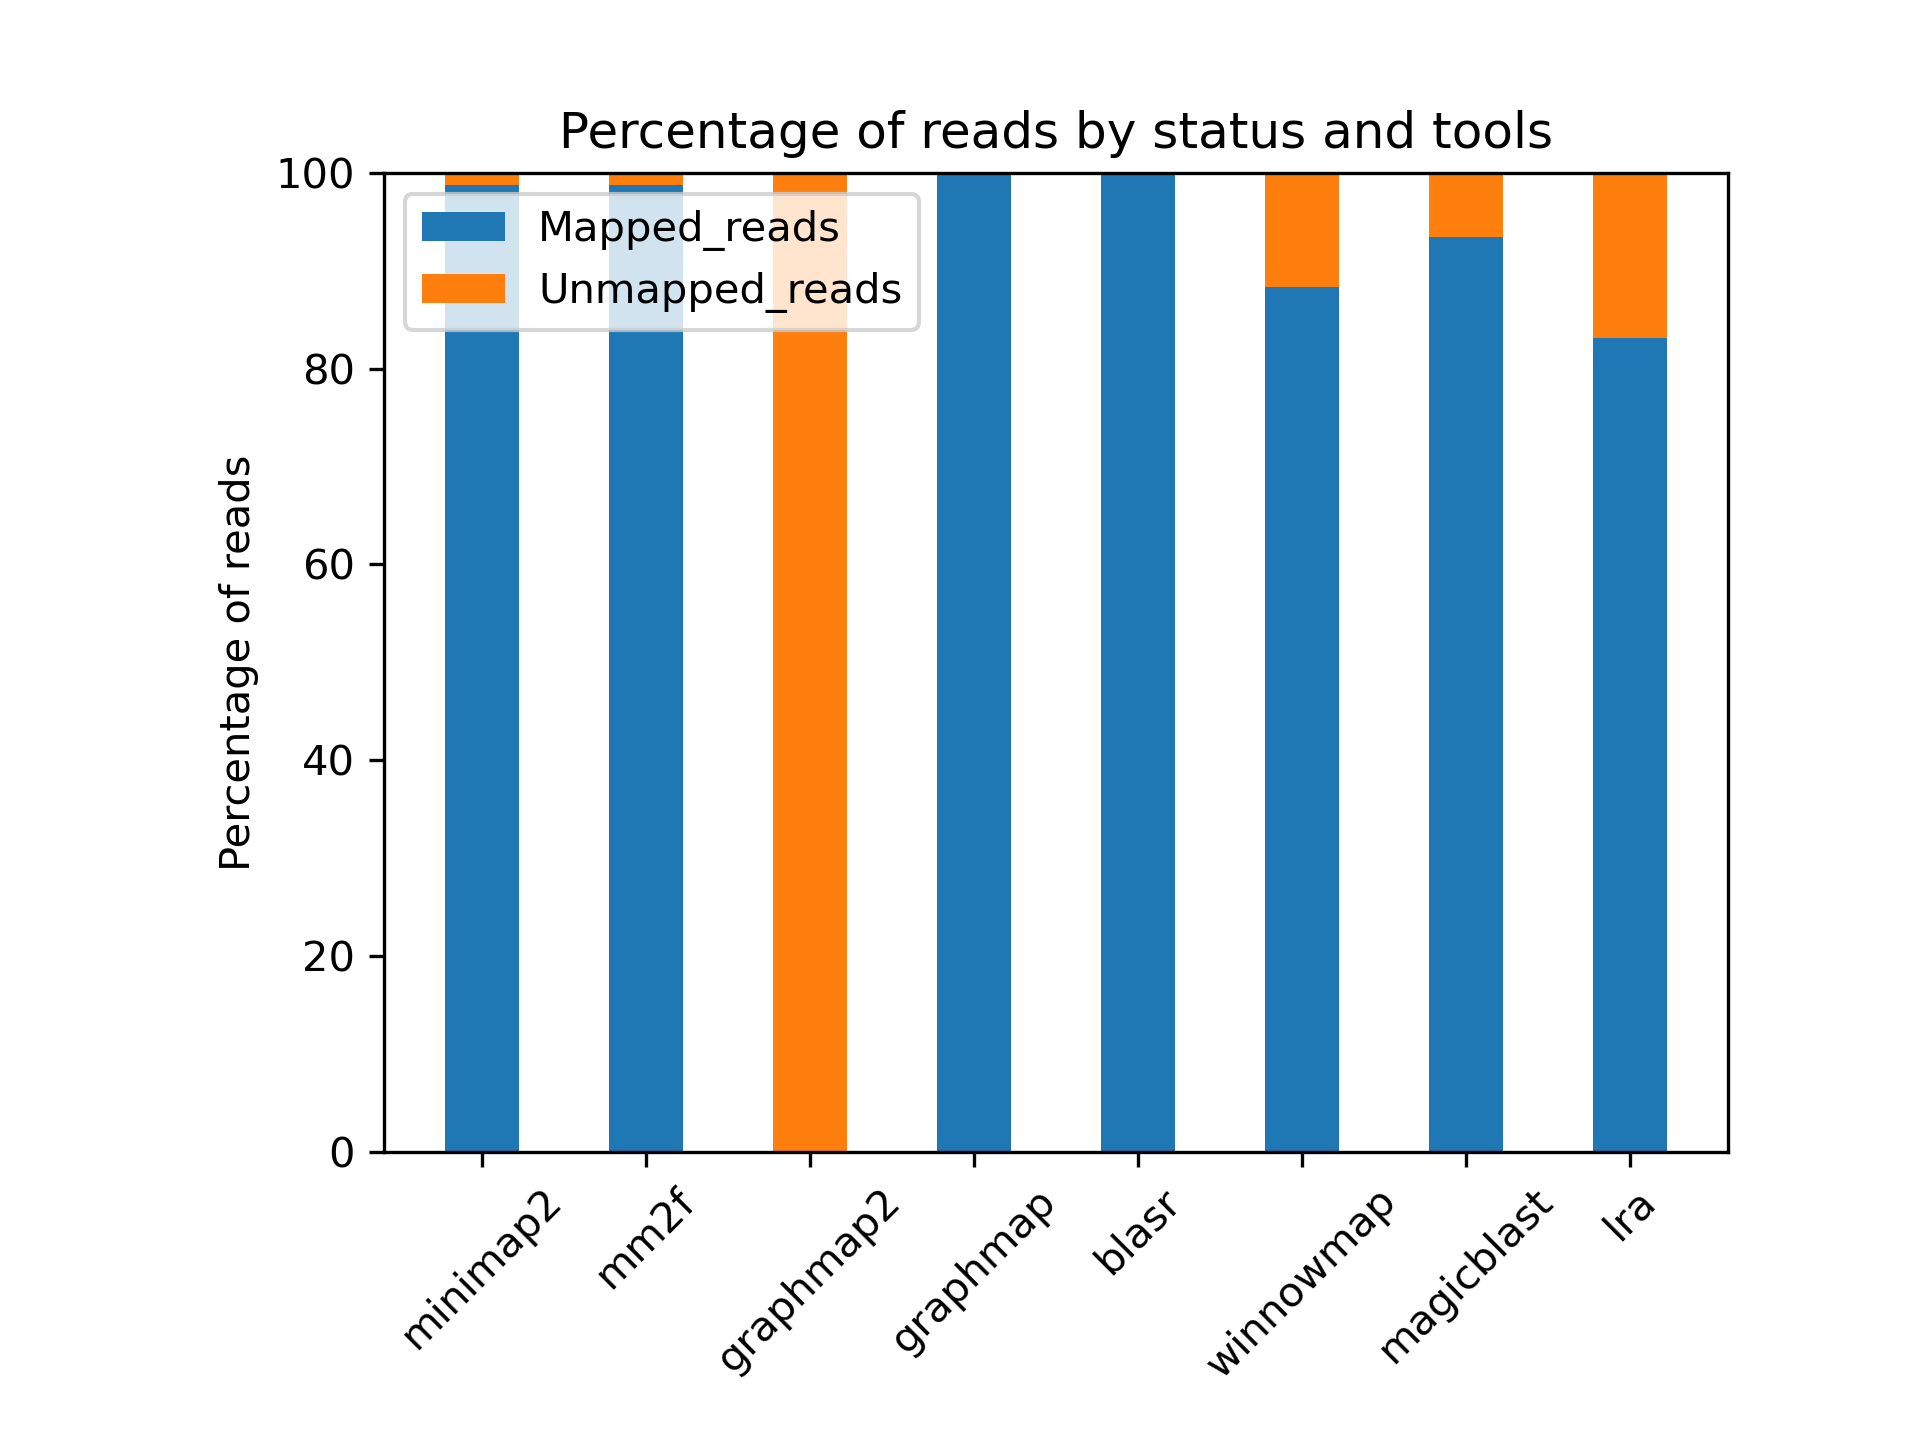 Percentage of reads by status and tools
100
80
60
40
20
0
Percentage of reads
Mapped_reads
Unmapped_reads
minimap2
mm2f
graphmap2
graphmap
blasr
winnowmap
magicblast
lra